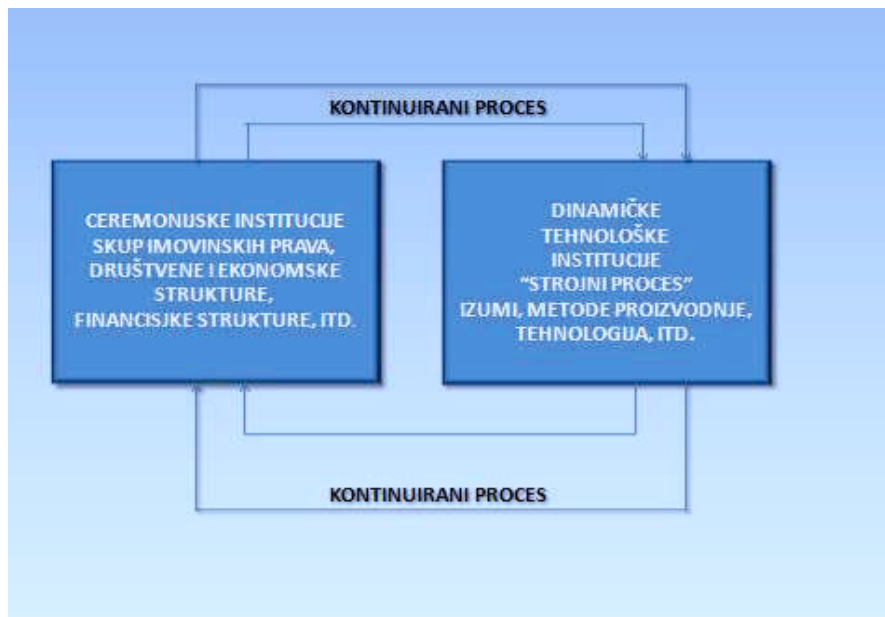 KONTINUIRANI PROCES
CEREMONIJSKE INSTITUCIJE
SKUP IMOVINSKIH PRAVA,
DRUŠTVENE I EKONOMSKE
STRUKTURE,
FINANCISJKE STRUKTURE, ITD.
DINAMIČKE
TEHNOLOŠKE
INSTITUCIJE
“STROJNI PROCES”
IZUMI, METODE PROIZVODNJE,
TEHNOLOGIJA, ITD.
KONTINUIRANI PROCES